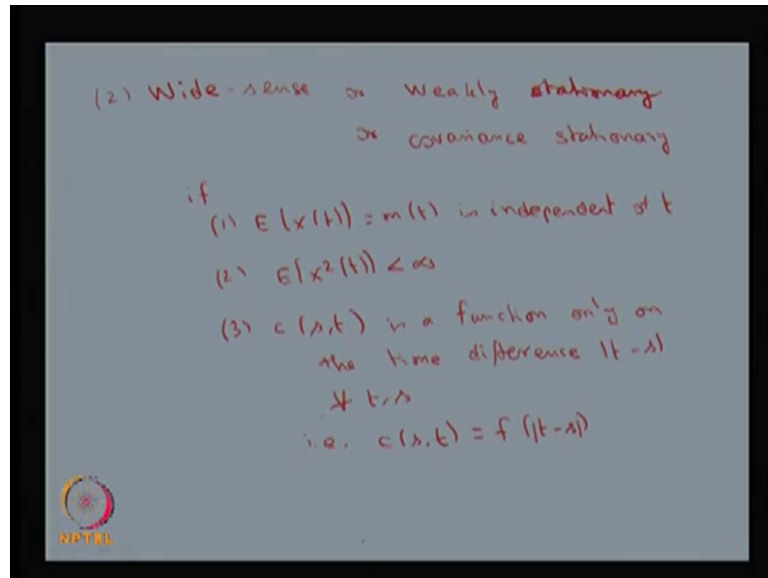 (2) Wide-sense or weakly stationary
or covariance stationary
if
(1) E(x(t)) = m(t) is independent of t
(2) E(x²(t)) < ∞
(3) c(s,t) is a function only on
the time difference |t-s|
∀ t,s
i.e. c(s,t) = f(|t-s|)
NPTEL